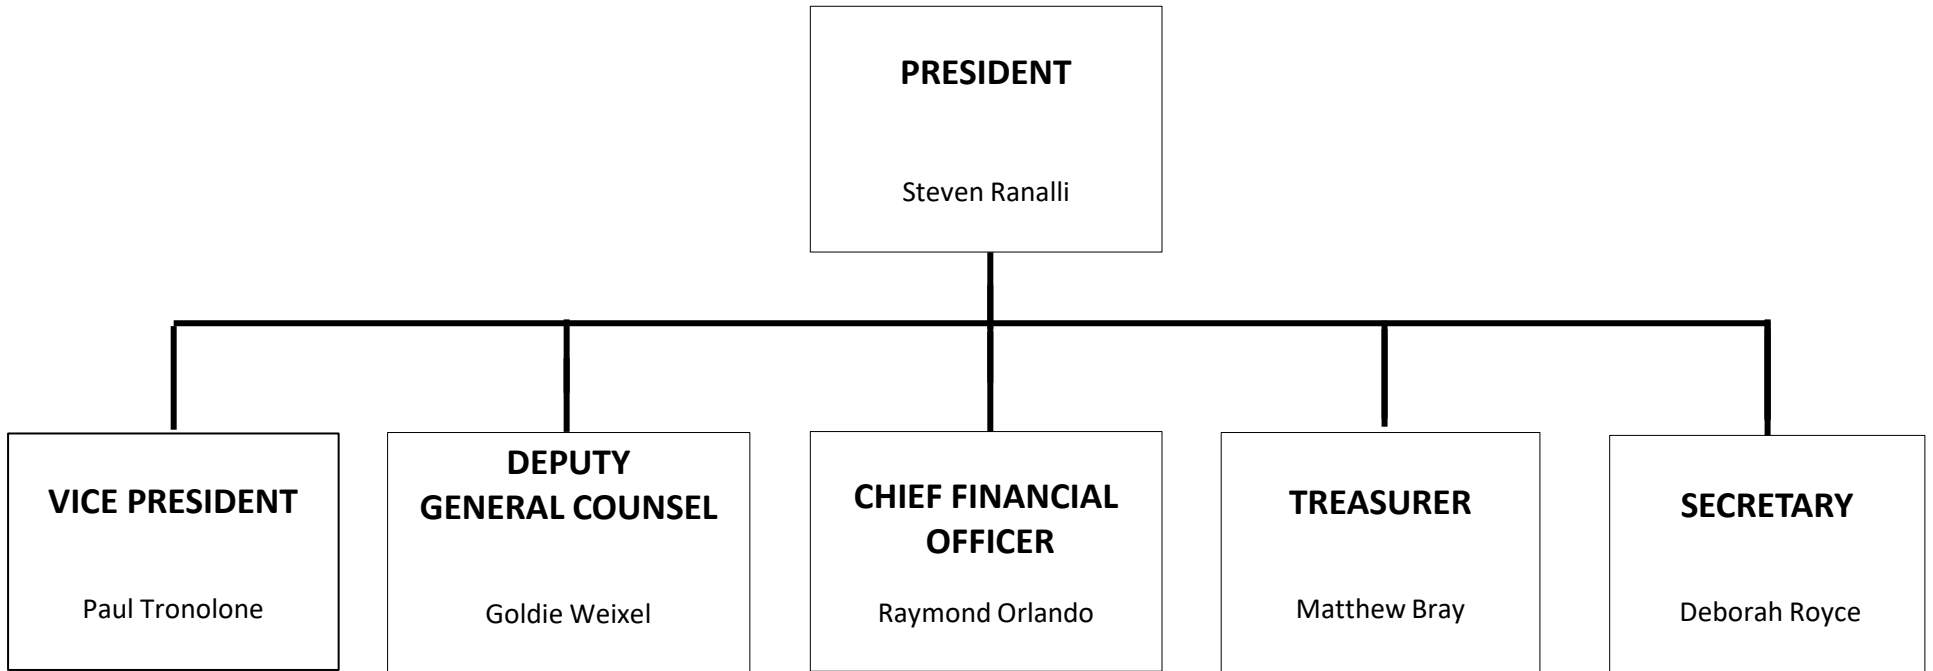 PRESIDENT
Steven Ranalli
VICE PRESIDENT
Paul Tronolone
DEPUTY
GENERAL COUNSEL
Goldie Weixel
CHIEF FINANCIAL
OFFICER
Raymond Orlando
TREASURER
Matthew Bray
SECRETARY
Deborah Royce